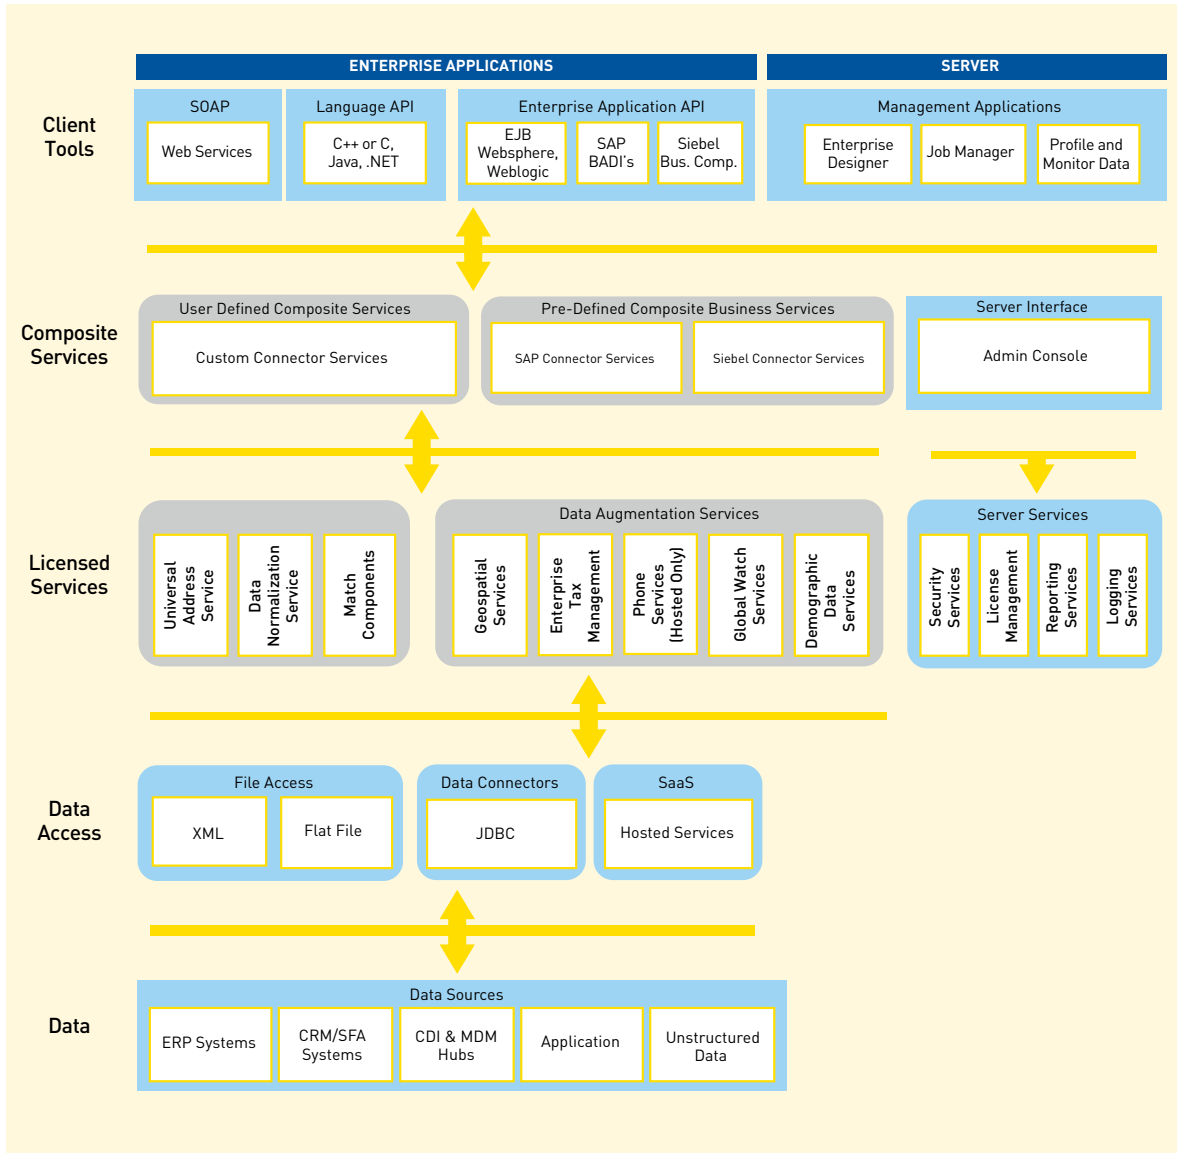 ENTERPRISE APPLICATIONS
SERVER
Client
Tools
SOAP
Web Services
Language API
C++ or C,
Java, .NET
Enterprise Application API
EJB
Websphere,
Weblogic
SAP
BADI's
Siebel
Bus. Comp.
Management Applications
Enterprise
Designer
Job Manager
Profile and
Monitor Data
Composite
Services
User Defined Composite Services
Custom Connector Services
Pre-Defined Composite Business Services
SAP Connector Services
Siebel Connector Services
Server Interface
Admin Console
Licensed
Services
Universal
Address
Service
Data
Normalization
Service
Match
Components
Data Augmentation Services
Geospatial
Services
Enterprise
Tax
Management
Phone
Services
(Hosted Only)
Global Watch
Services
Demographic
Data
Services
Server Services
Security
Services
License
Management
Reporting
Services
Logging
Services
Data
Access
File Access
XML
Flat File
Data Connectors
JDBC
SaaS
Hosted Services
Data
Data Sources
ERP Systems
CRM/SFA
Systems
CDI & MDM
Hubs
Application
Unstructured
Data